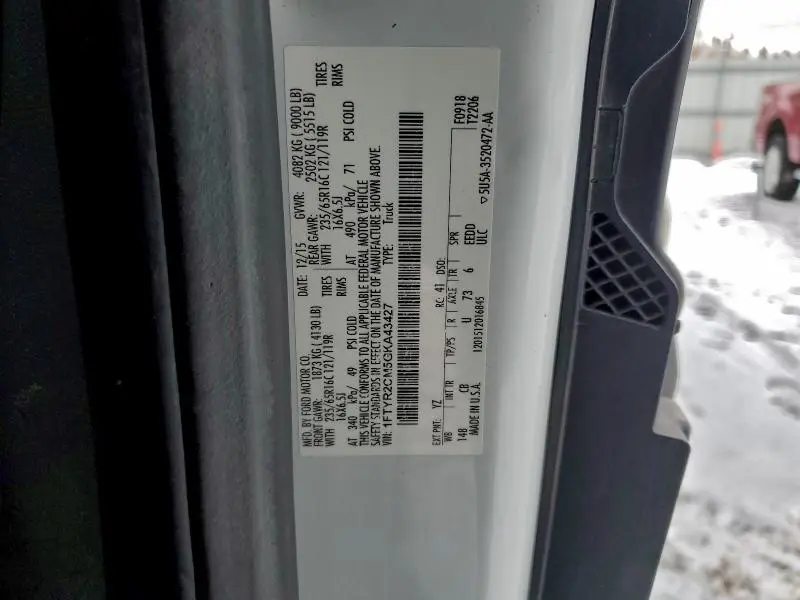 MFD. BY FORD MOTOR CO.
DATE: 12/15 GVWR: 4082 KG ( 9000 LB)
FRONT GAWR: 1873 KG ( 4130 LB) REAR GAWR: 2502 KG ( 5515 LB)
WITH 235/65R16C 121/119R TIRES WITH 235/65R16C 121/119R TIRES
16X6.5J RIMS 16X6.5J RIMS
AT 340 kPa/ 49 PSI COLD AT 490 kPa/ 71 PSI COLD
THIS VEHICLE CONFORMS TO ALL APPLICABLE FEDERAL MOTOR VEHICLE
SAFETY STANDARDS IN EFFECT ON THE DATE OF MANUFACTURE SHOWN ABOVE.
VIN: 1FTYR2CM5GKA43427 TYPE: Truck
F0918
T2206
EXT PNT: YZ RC: 41 DSO:
WB INT TR TP/PS R AXLE TR SPR
148 CB U 73 6 EEDD
ULC
MADE IN U.S.A. 1201512016845
5U5A-3520472-AA